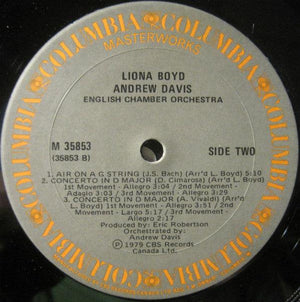 COLUMBIA
MASTERWORKS
LIONA BOYD
ANDREW DAVIS
ENGLISH CHAMBER ORCHESTRA
M 35853
(35853 B)
SIDE TWO
1. AIR ON A G STRING (J.S. Bach) (Arr'd L. Boyd) 5:10
2. CONCERTO IN D MAJOR (D. Cimarosa) (Arr'd L. Boyd)
1st Movement - Allegro 3:04 / 2nd Movement -
Adagio 3:03 / 3rd Movement - Allegro 3:29
3. CONCERTO IN D MAJOR (A. Vivaldi) (Arr'd
L. Boyd) 1st Movement - Allegro 3:51 / 2nd
Movement - Largo 5:17 / 3rd Movement -
Allegro 2:17
Produced by: Eric Robertson
Orchestrated by:
Andrew Davis
℗ 1979 CBS Records
Canada Ltd.
COLUMBIA
COLUMBIA
COLUMBIA
COLUMBIA
COLUMBIA